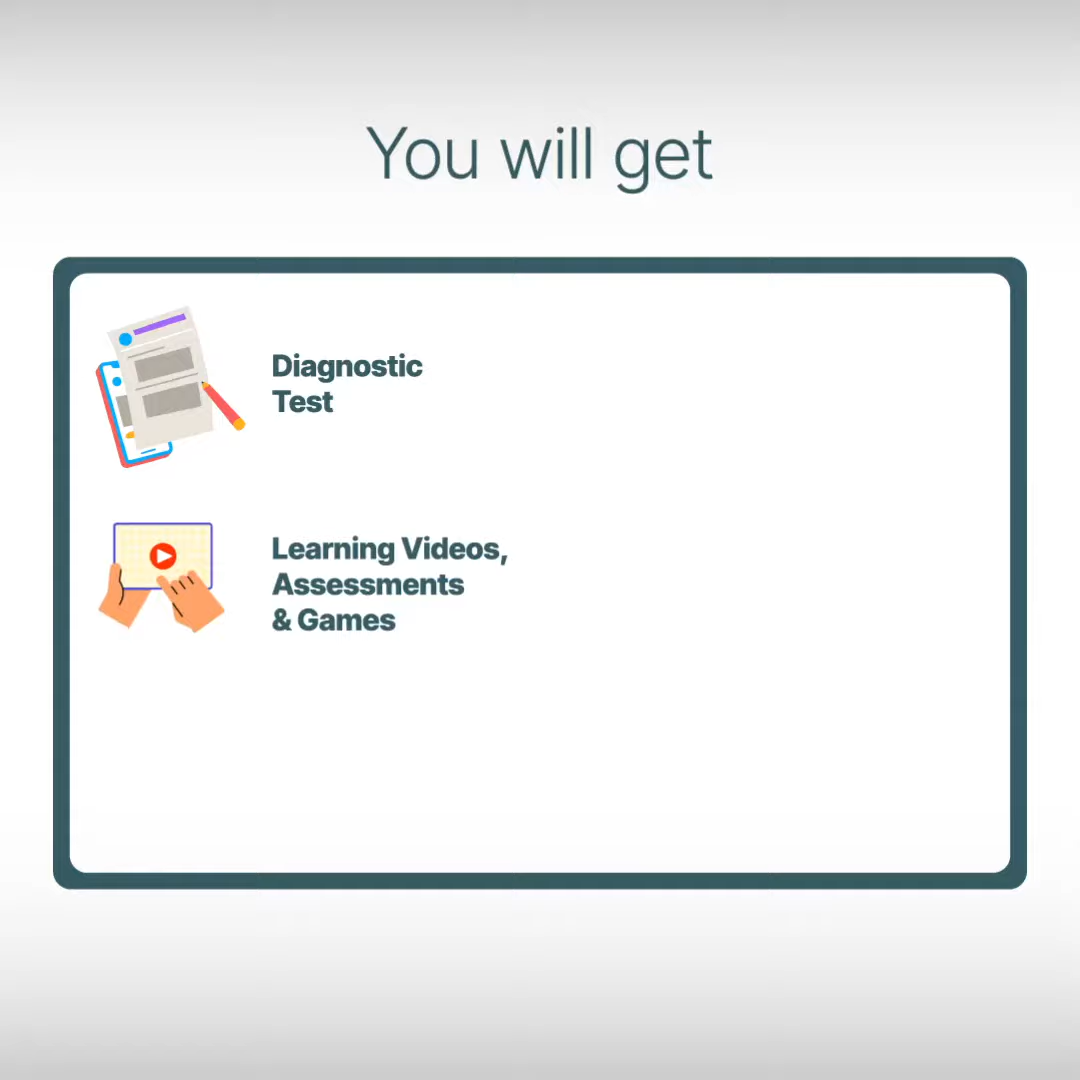 You will get
Diagnostic
Test
Learning Videos,
Assessments
& Games